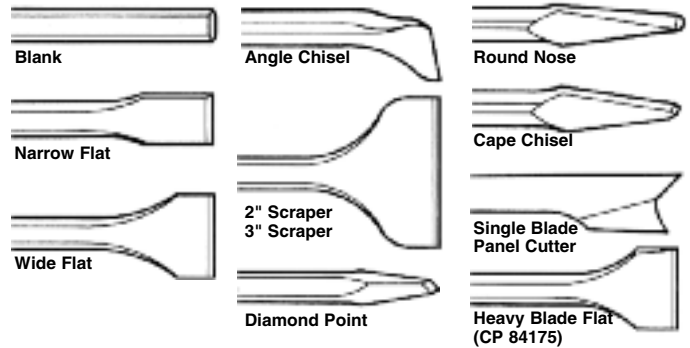 Blank
Narrow Flat
Wide Flat
Angle Chisel
2" Scraper
3" Scraper
Diamond Point
Round Nose
Cape Chisel
Single Blade
Panel Cutter
Heavy Blade Flat
(CP 84175)